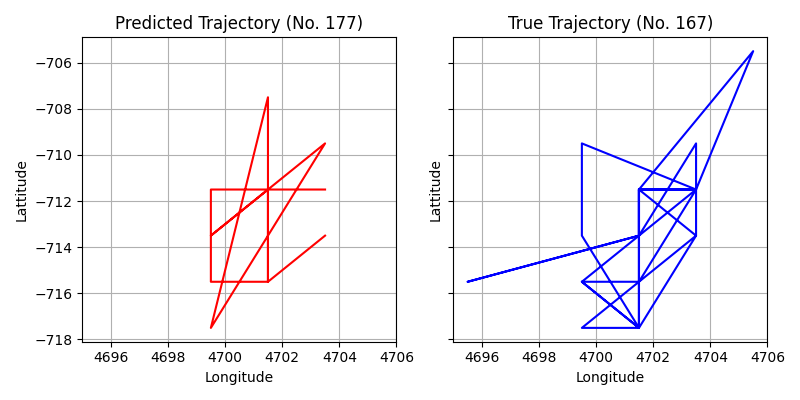 Predicted Trajectory (No. 177)
True Trajectory (No. 167)
−706
−708
−710
−712
−714
−716
−718
Lattitude
Lattitude
4696 4698 4700 4702 4704 4706
4696 4698 4700 4702 4704 4706
Longitude
Longitude